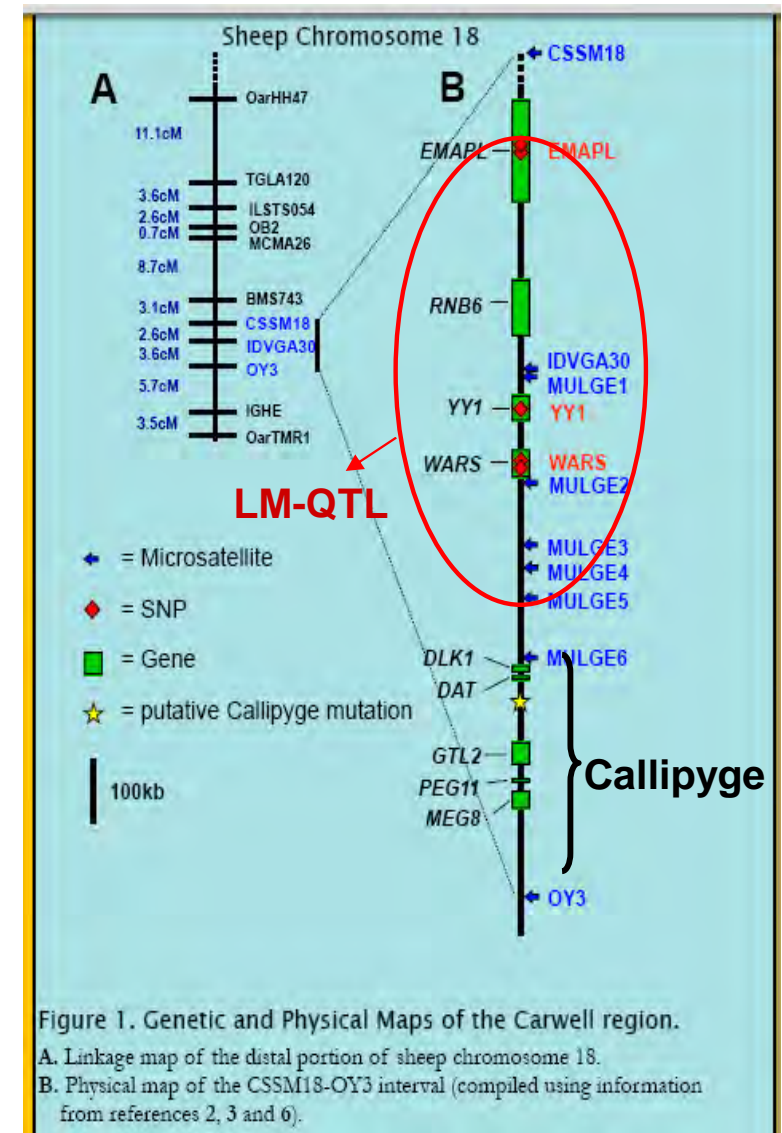 Sheep Chromosome 18
A
OarHH47
11.1cM
TGLA120
3.6cM
ILSTS054
2.6cM
OB2
0.7cM
MCMA26
8.7cM
BMS743
3.1cM
CSSM18
2.6cM
IDVGA30
3.6cM
OY3
5.7cM
IGHE
3.5cM
OarTMR1
B
CSSM18
EMAPL
EMAPL
RNB6
IDVGA30
MULGE1
YY1
YY1
WARS
WARS
MULGE2
LM-QTL
MULGE3
MULGE4
MULGE5
DLK1
MULGE6
DAT
GTL2
PEG11
MEG8
Callipyge
OY3
= Microsatellite
= SNP
= Gene
= putative Callipyge mutation
100kb
Figure 1. Genetic and Physical Maps of the Carwell region.
A. Linkage map of the distal portion of sheep chromosome 18.
B. Physical map of the CSSM18-OY3 interval (compiled using information
from references 2, 3 and 6).